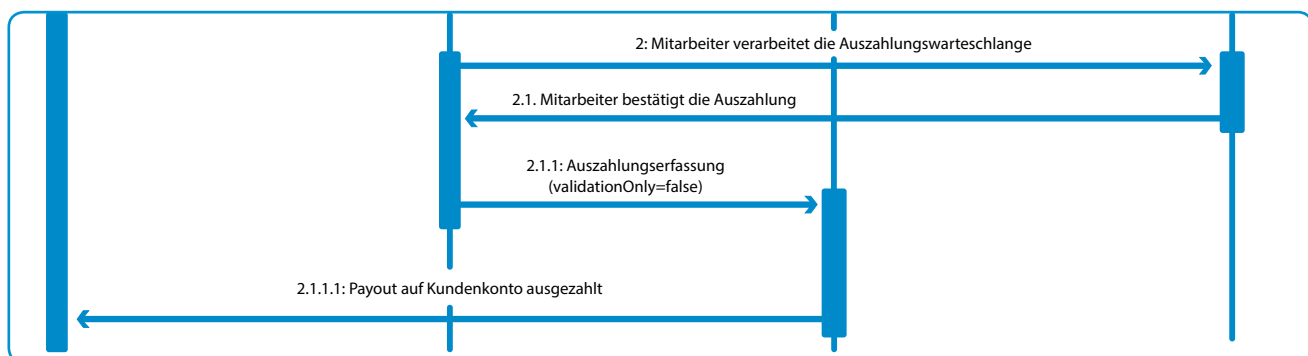 2: Mitarbeiter verarbeitet die Auszahlungswarteschlange
2.1. Mitarbeiter bestätigt die Auszahlung
2.1.1: Auszahlungserfassung
(validationOnly=false)
2.1.1.1: Payout auf Kundenkonto ausgezahlt